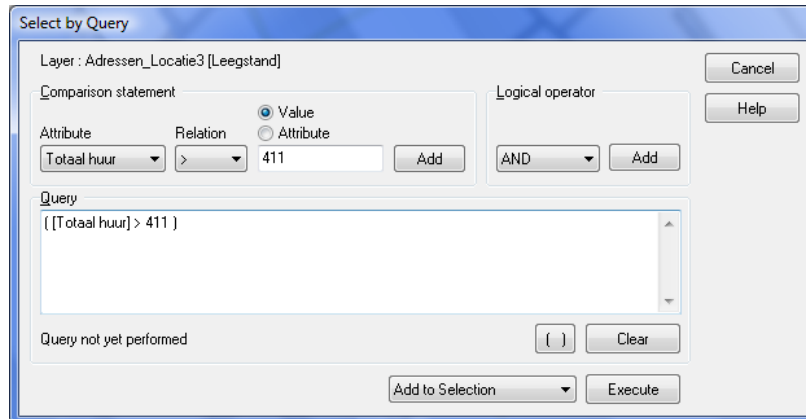 Select by Query
Layer : Adressen_Locatie3 [Leegstand]
Cancel
Comparison statement
Logical operator
Help
Value
Attribute
Relation
Attribute
Totaal huur
>
411
Add
AND
Add
Query
( [Totaal huur] > 411 )
Query not yet performed
( )
Clear
Add to Selection
Execute